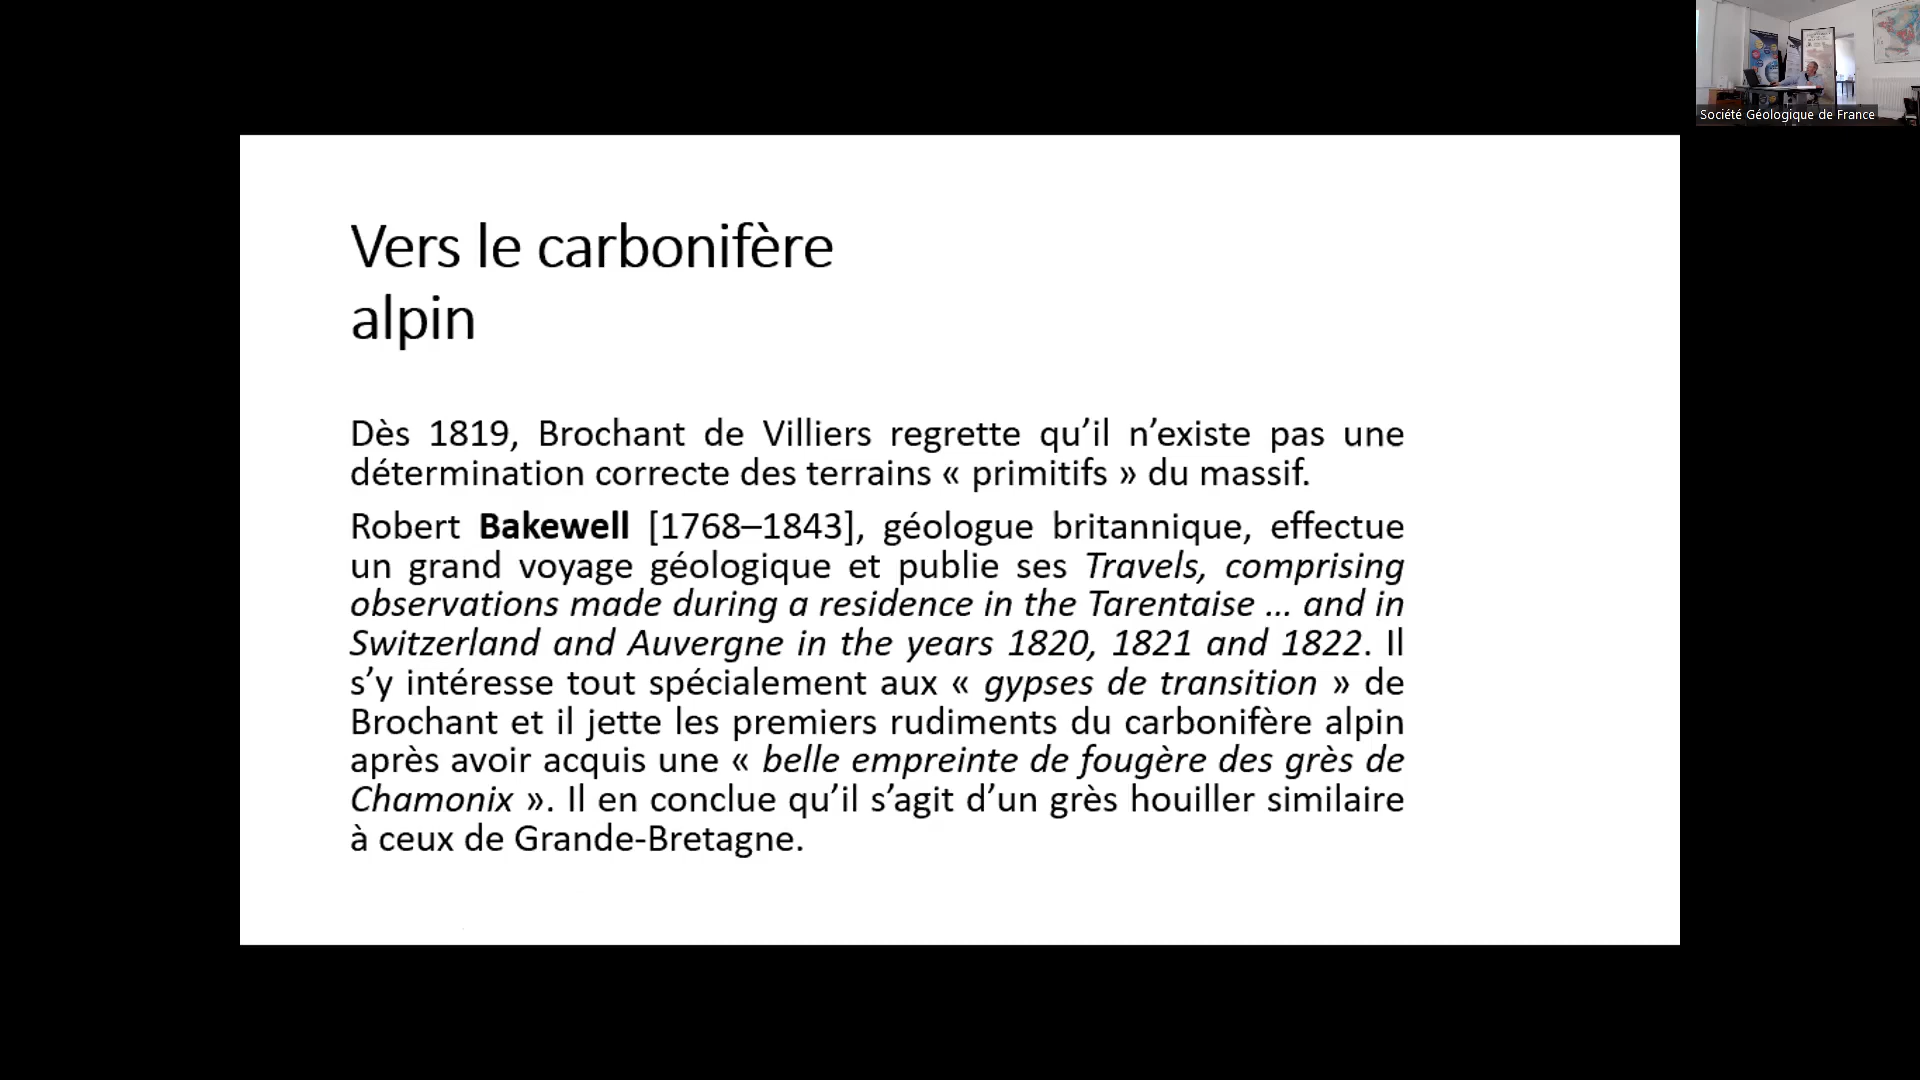 Société Géologique de France
Vers le carbonifère
alpin
Dès 1819, Brochant de Villiers regrette qu’il n’existe pas une
détermination correcte des terrains « primitifs » du massif.
Robert Bakewell [1768–1843], géologue britannique, effectue
un grand voyage géologique et publie ses Travels, comprising
observations made during a residence in the Tarentaise … and in
Switzerland and Auvergne in the years 1820, 1821 and 1822. Il
s’y intéresse tout spécialement aux « gypses de transition » de
Brochant et il jette les premiers rudiments du carbonifère alpin
après avoir acquis une « belle empreinte de fougère des grès de
Chamonix ». Il en conclue qu’il s’agit d’un grès houiller similaire
à ceux de Grande-Bretagne.